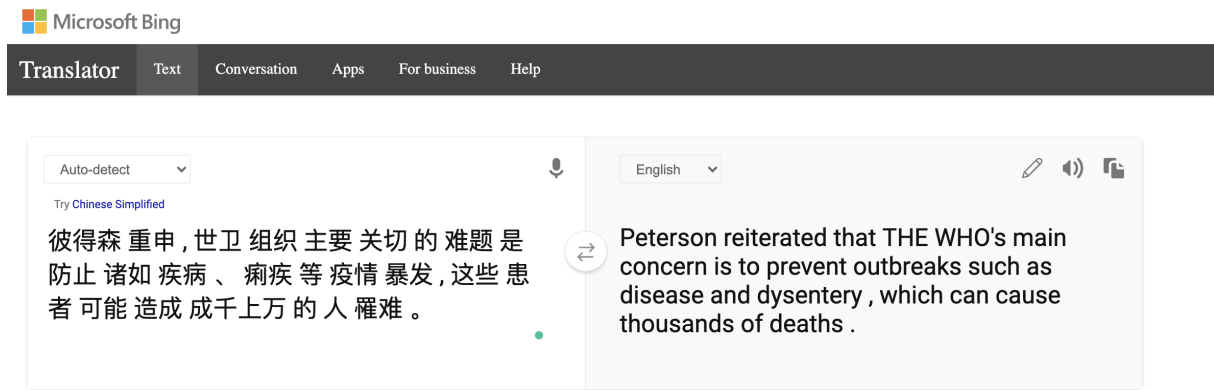 Microsoft Bing
Translator Text Conversation Apps For business Help
Auto-detect
Try Chinese Simplified
彼得森 重申 , 世卫 组织 主要 关切 的 难题 是
防止 诸如 疾病 、 痢疾 等 疫情 暴发 , 这些 患
者 可能 造成 成千上万 的 人 罹难 。
English
Peterson reiterated that THE WHO's main
concern is to prevent outbreaks such as
disease and dysentery , which can cause
thousands of deaths .